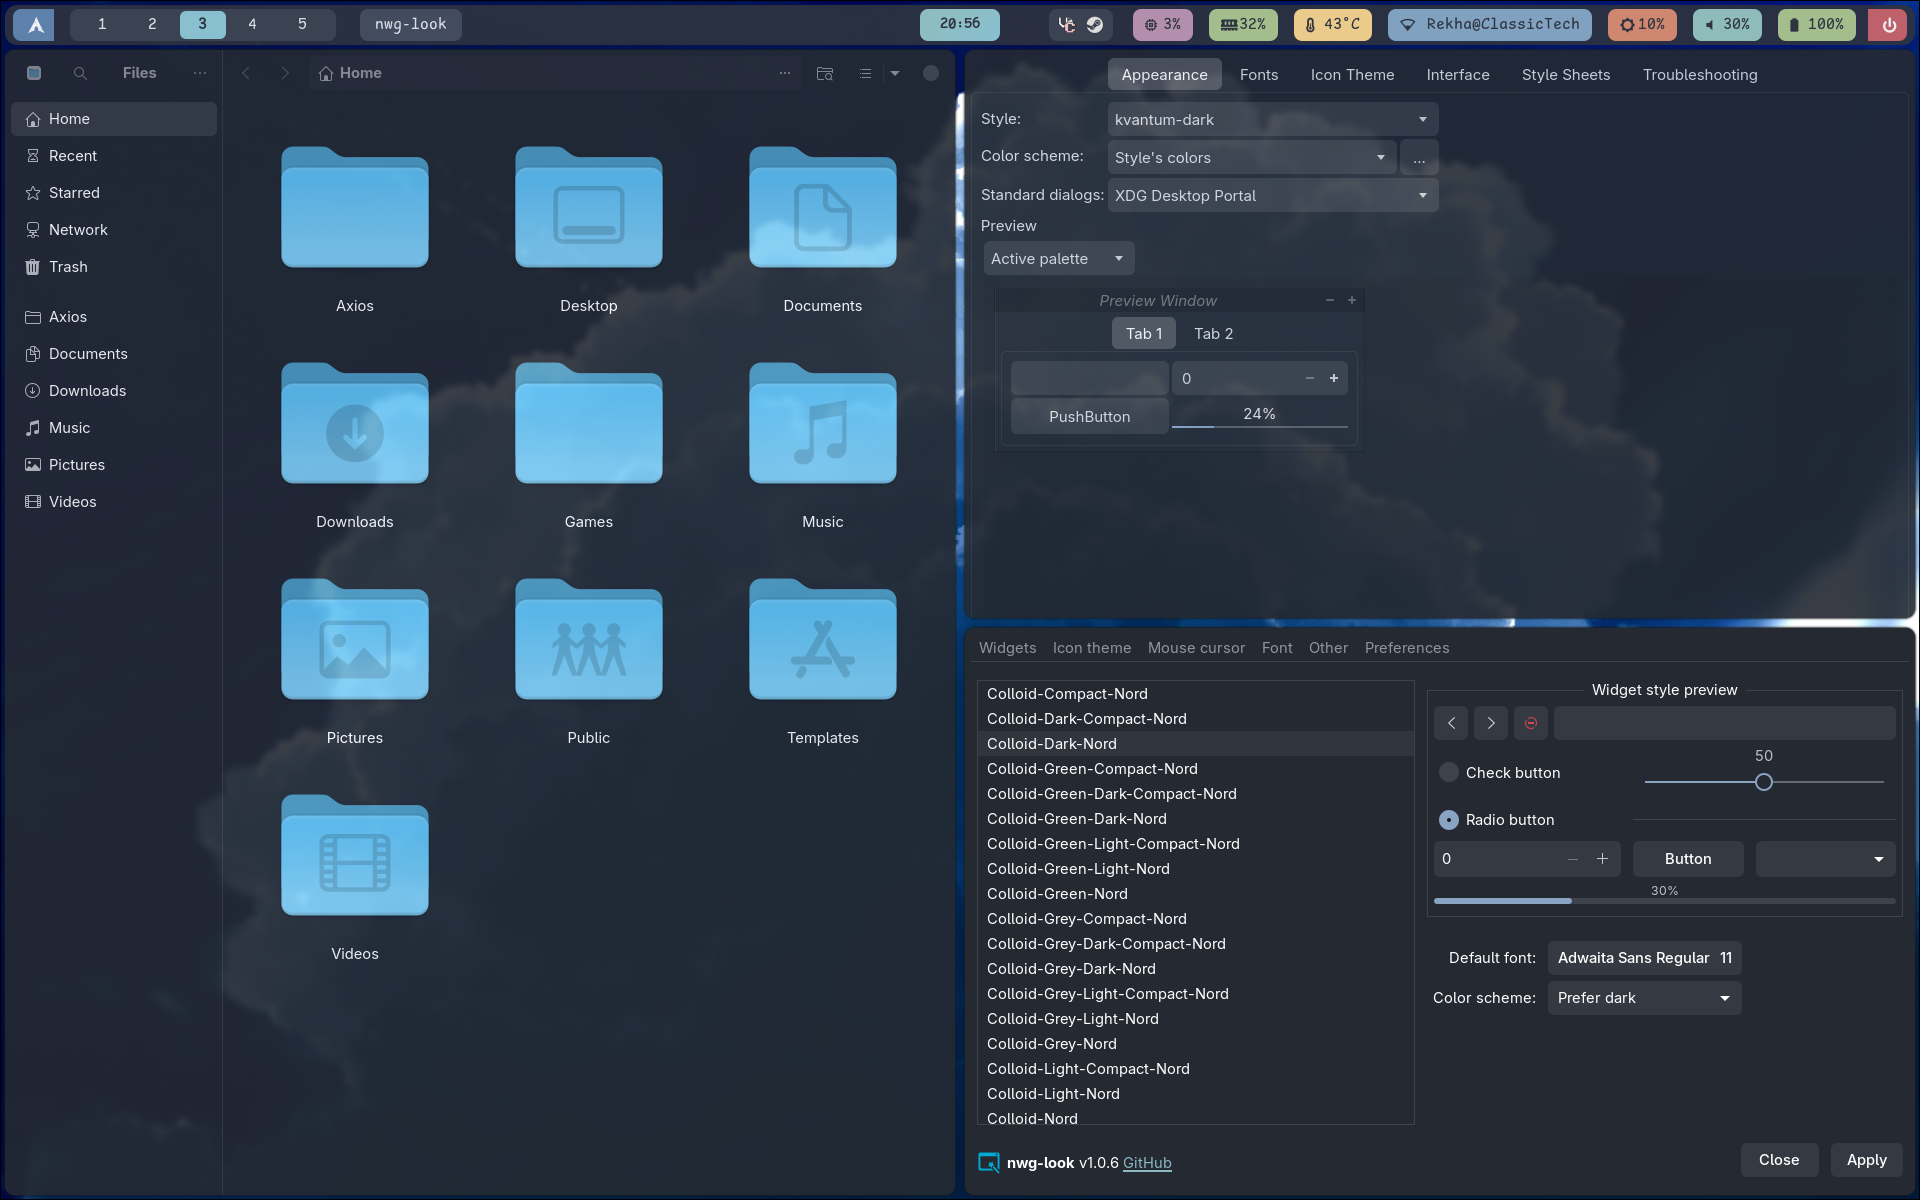 1 2 3 4 5 nwg-look 20:56 3% 32% 43°C Rekha@ClassicTech 10% 30% 100%
Files
Home
Recent
Starred
Network
Trash
Axios
Documents
Downloads
Music
Pictures
Videos
Home
Axios Desktop Documents
Downloads Games Music
Pictures Public Templates
Videos
Appearance Fonts Icon Theme Interface Style Sheets Troubleshooting
Style: kvantum-dark
Color scheme: Style's colors ...
Standard dialogs: XDG Desktop Portal
Preview
Active palette
Preview Window
Tab 1 Tab 2
0
PushButton 24%
Widgets Icon theme Mouse cursor Font Other Preferences
Colloid-Compact-Nord
Colloid-Dark-Compact-Nord
Colloid-Dark-Nord
Colloid-Green-Compact-Nord
Colloid-Green-Dark-Compact-Nord
Colloid-Green-Dark-Nord
Colloid-Green-Light-Compact-Nord
Colloid-Green-Light-Nord
Colloid-Green-Nord
Colloid-Grey-Compact-Nord
Colloid-Grey-Dark-Compact-Nord
Colloid-Grey-Dark-Nord
Colloid-Grey-Light-Compact-Nord
Colloid-Grey-Light-Nord
Colloid-Grey-Nord
Colloid-Light-Compact-Nord
Colloid-Light-Nord
Colloid-Nord
Widget style preview
50
Check button
Radio button
0 Button
30%
Default font: Adwaita Sans Regular 11
Color scheme: Prefer dark
nwg-look v1.0.6 GitHub
Close Apply